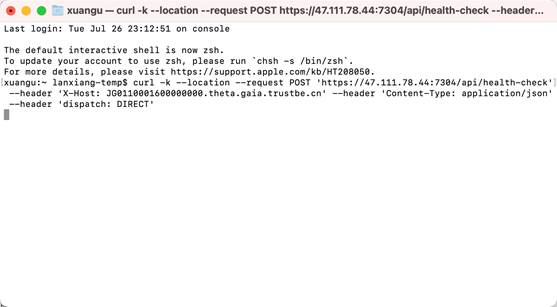 xuangu — curl -k --location --request POST https://47.111.78.44:7304/api/health-check --header...
Last login: Tue Jul 26 23:12:51 on console
The default interactive shell is now zsh.
To update your account to use zsh, please run `chsh -s /bin/zsh`.
For more details, please visit https://support.apple.com/kb/HT208050.
[xuangu:~ lanxiang-temp$ curl -k --location --request POST 'https://47.111.78.44:7304/api/health-check']
--header 'X-Host: JG0110001600000000.theta.gaia.trustbe.cn' --header 'Content-Type: application/json'
--header 'dispatch: DIRECT'